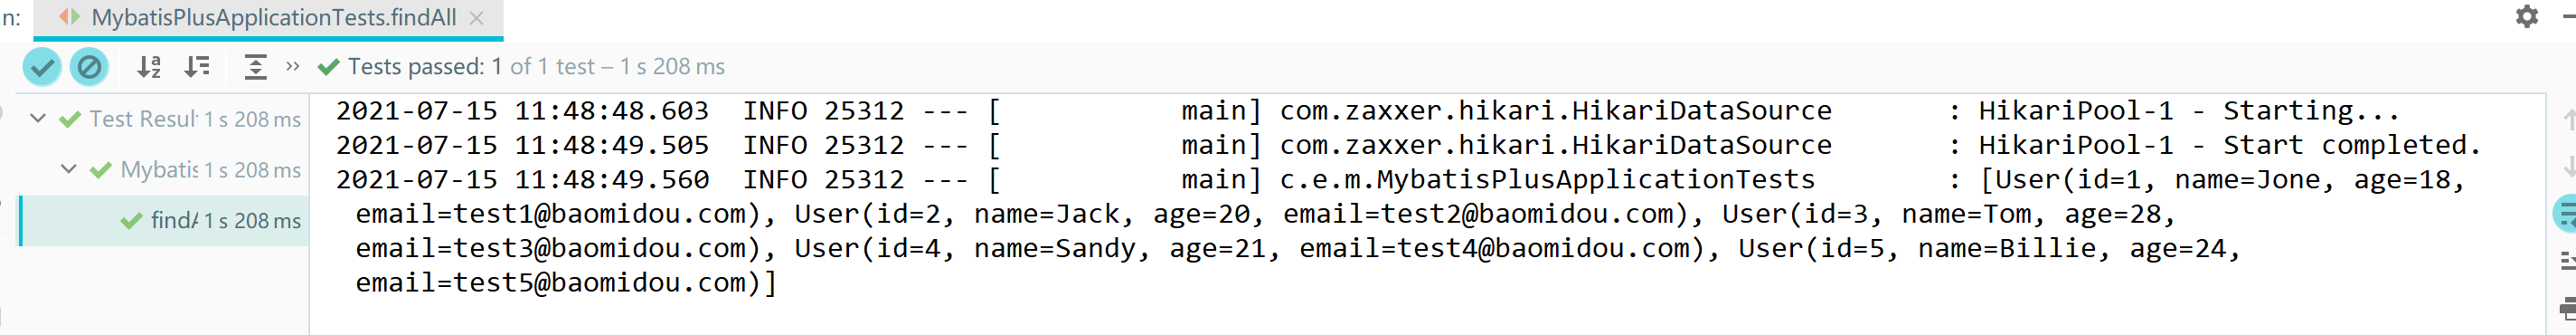 n: MybatisPlusApplicationTests.findAll
Tests passed: 1 of 1 test – 1 s 208 ms
Test Resul 1 s 208 ms
Mybatis 1 s 208 ms
findA 1 s 208 ms
2021-07-15 11:48:48.603  INFO 25312 --- [           main] com.zaxxer.hikari.HikariDataSource       : HikariPool-1 - Starting...
2021-07-15 11:48:49.505  INFO 25312 --- [           main] com.zaxxer.hikari.HikariDataSource       : HikariPool-1 - Start completed.
2021-07-15 11:48:49.560  INFO 25312 --- [           main] c.e.m.MybatisPlusApplicationTests        : [User(id=1, name=Jone, age=18,
email=test1@baomidou.com), User(id=2, name=Jack, age=20, email=test2@baomidou.com), User(id=3, name=Tom, age=28,
email=test3@baomidou.com), User(id=4, name=Sandy, age=21, email=test4@baomidou.com), User(id=5, name=Billie, age=24,
email=test5@baomidou.com)]